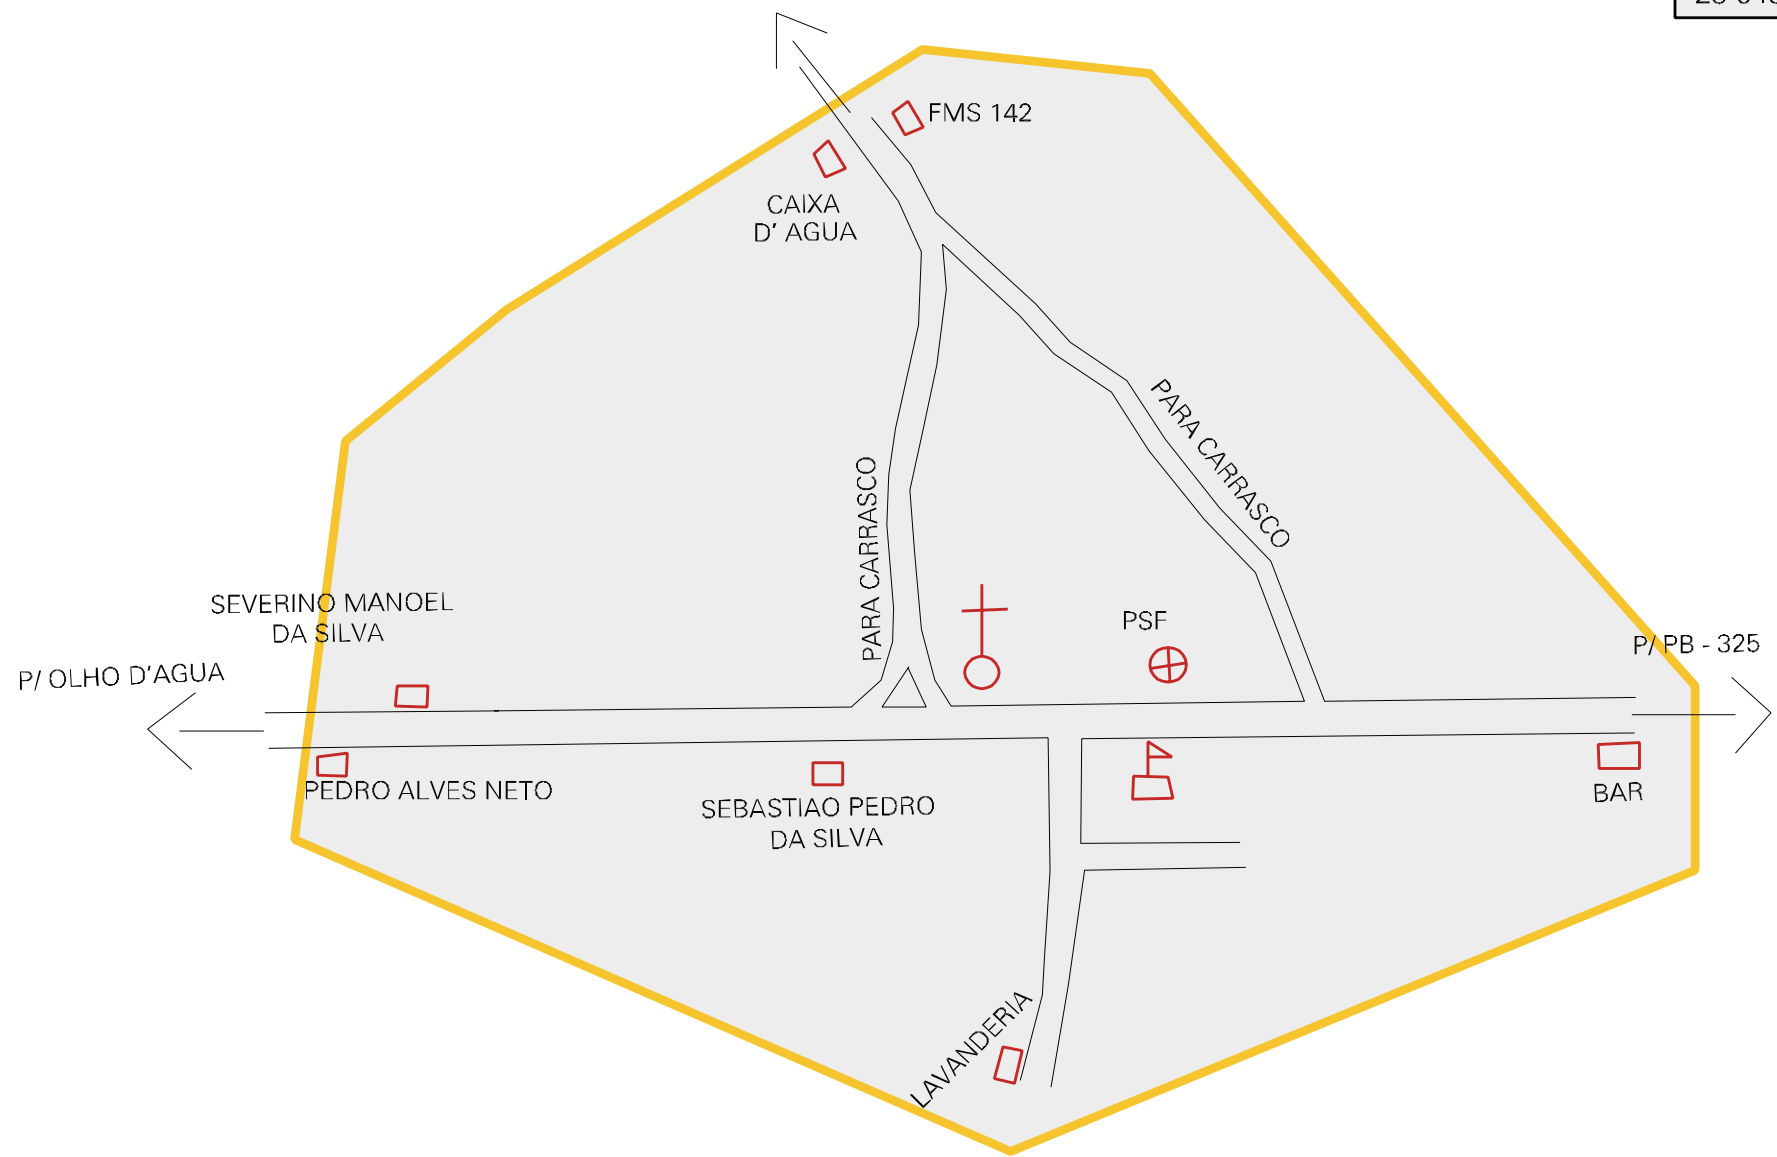 FMS 142
CAIXA
D' AGUA
PARA CARRASCO
PARA CARRASCO
SEVERINO MANOEL
DA SILVA
PSF
P/ PB - 325
P/ OLHO D'AGUA
PEDRO ALVES NETO
SEBASTIAO PEDRO
DA SILVA
BAR
LAVANDERIA